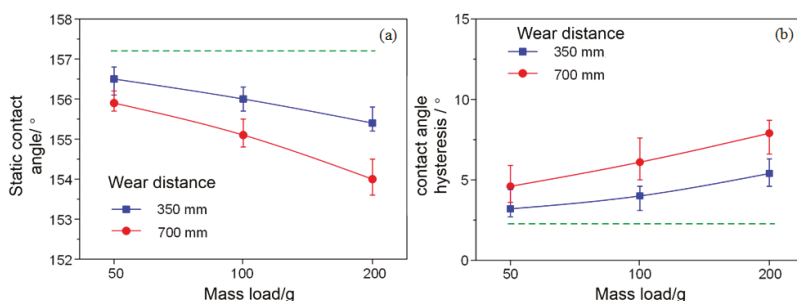 158
157
156
155
154
153
152
Static contact
angle/ °
(a)
Wear distance
350 mm
700 mm
50
100
200
Mass load/g
15
10
5
0
contact angle
hysteresis / °
Wear distance
(b)
350 mm
700 mm
50
100
200
Mass load/g